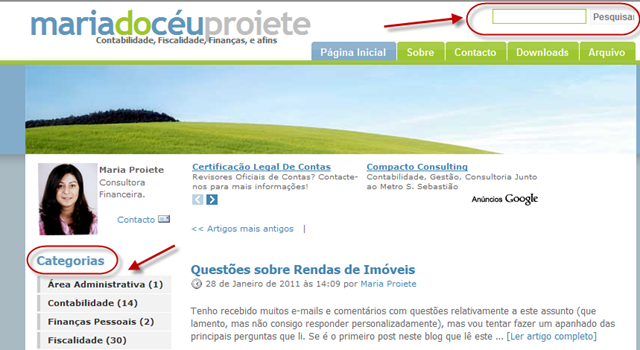 mariadocéuproiete
Contabilidade, Fiscalidade, Finanças, e afins
Pesquisar
Página Inicial Sobre Contacto Downloads Arquivo
Maria Proiete
Consultora
Financeira.
Contacto
Certificação Legal De Contas
Revisores Oficiais de Contas? Contacte-
nos para mais informações!
Compacto Consulting
Contabilidade, Gestão, Consultoria Junto
ao Metro S. Sebastião
Anúncios Google
<< Artigos mais antigos |
Categorias
Área Administrativa (1)
Contabilidade (14)
Finanças Pessoais (2)
Fiscalidade (30)
Questões sobre Rendas de Imóveis
28 de Janeiro de 2011 às 14:09 por Maria Proiete
Tenho recebido muitos e-mails e comentários com questões relativamente a este assunto (que
lamento, mas não consigo responder personalizadamente), mas vou tentar fazer um apanhado das
principais perguntas que li. Se é o primeiro post neste blog que lê este ... [Ler artigo completo]